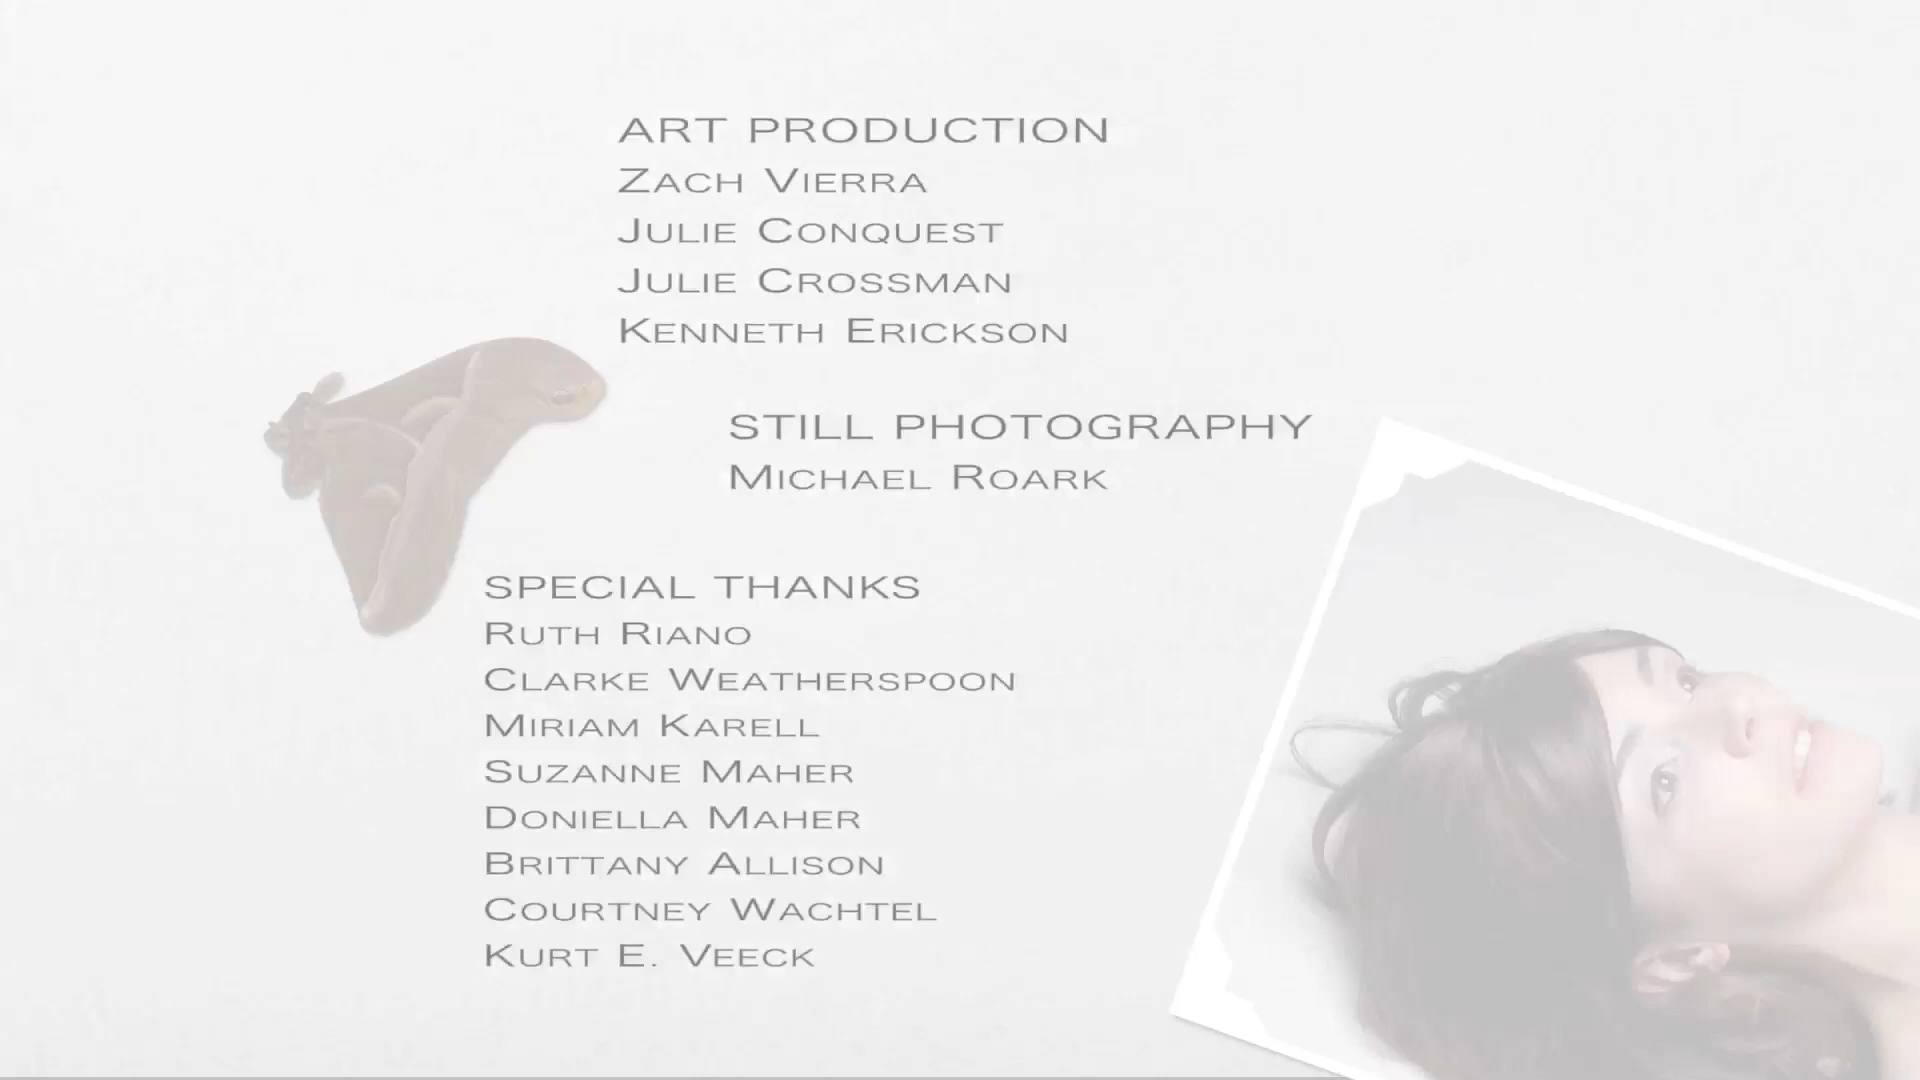 ART PRODUCTION
ZACH VIERRA
JULIE CONQUEST
JULIE CROSSMAN
KENNETH ERICKSON
STILL PHOTOGRAPHY
MICHAEL ROARK
SPECIAL THANKS
RUTH RIANO
CLARKE WEATHERSPOON
MIRIAM KARELL
SUZANNE MAHER
DONIELLA MAHER
BRITTANY ALLISON
COURTNEY WACHTEL
KURT E. VEECK